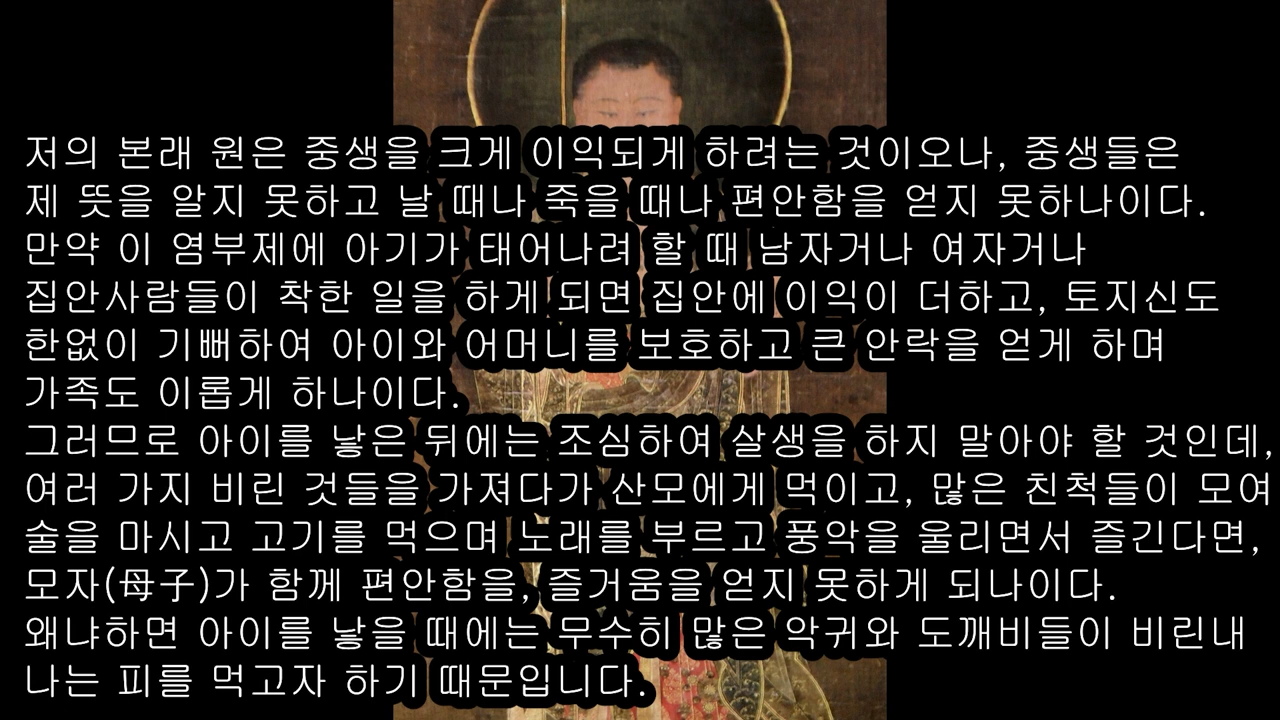 저의 본래 원은 중생을 크게 이익되게 하려는 것이오나, 중생들은
제 뜻을 알지 못하고 날 때나 죽을 때나 편안함을 얻지 못하나이다.
만약 이 염부제에 아기가 태어나려 할 때 남자거나 여자거나
집안사람들이 착한 일을 하게 되면 집안에 이익이 더하고, 토지신도
한없이 기뻐하여 아이와 어머니를 보호하고 큰 안락을 얻게 하며
가족도 이롭게 하나이다.
그러므로 아이를 낳은 뒤에는 조심하여 살생을 하지 말아야 할 것인데,
여러 가지 비린 것들을 가져다가 산모에게 먹이고, 많은 친척들이 모여
술을 마시고 고기를 먹으며 노래를 부르고 풍악을 울리면서 즐긴다면,
모자(母子)가 함께 편안함을, 즐거움을 얻지 못하게 되나이다.
왜냐하면 아이를 낳을 때에는 무수히 많은 악귀와 도깨비들이 비린내
나는 피를 먹고자 하기 때문입니다.